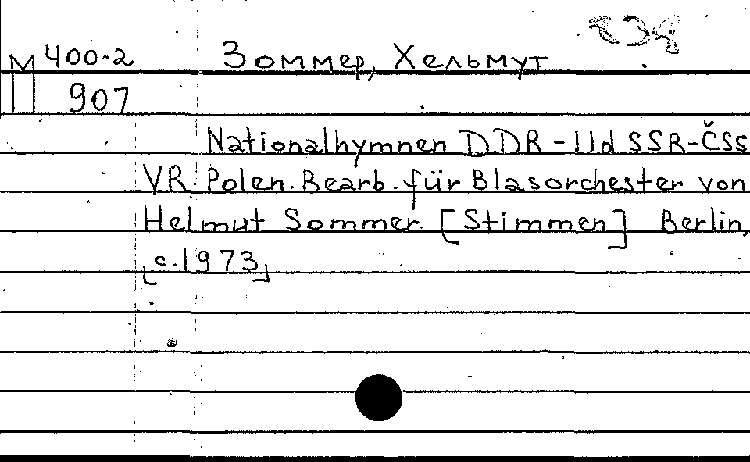 М 400-2 Зоммер, Хельмут
907
Nationalhymnen DDR - UdSSR - ČSS
VR Polen. Bearb. für Blasorchester von
Helmut Sommer. [Stimmen] Berlin,
[c. 1973]